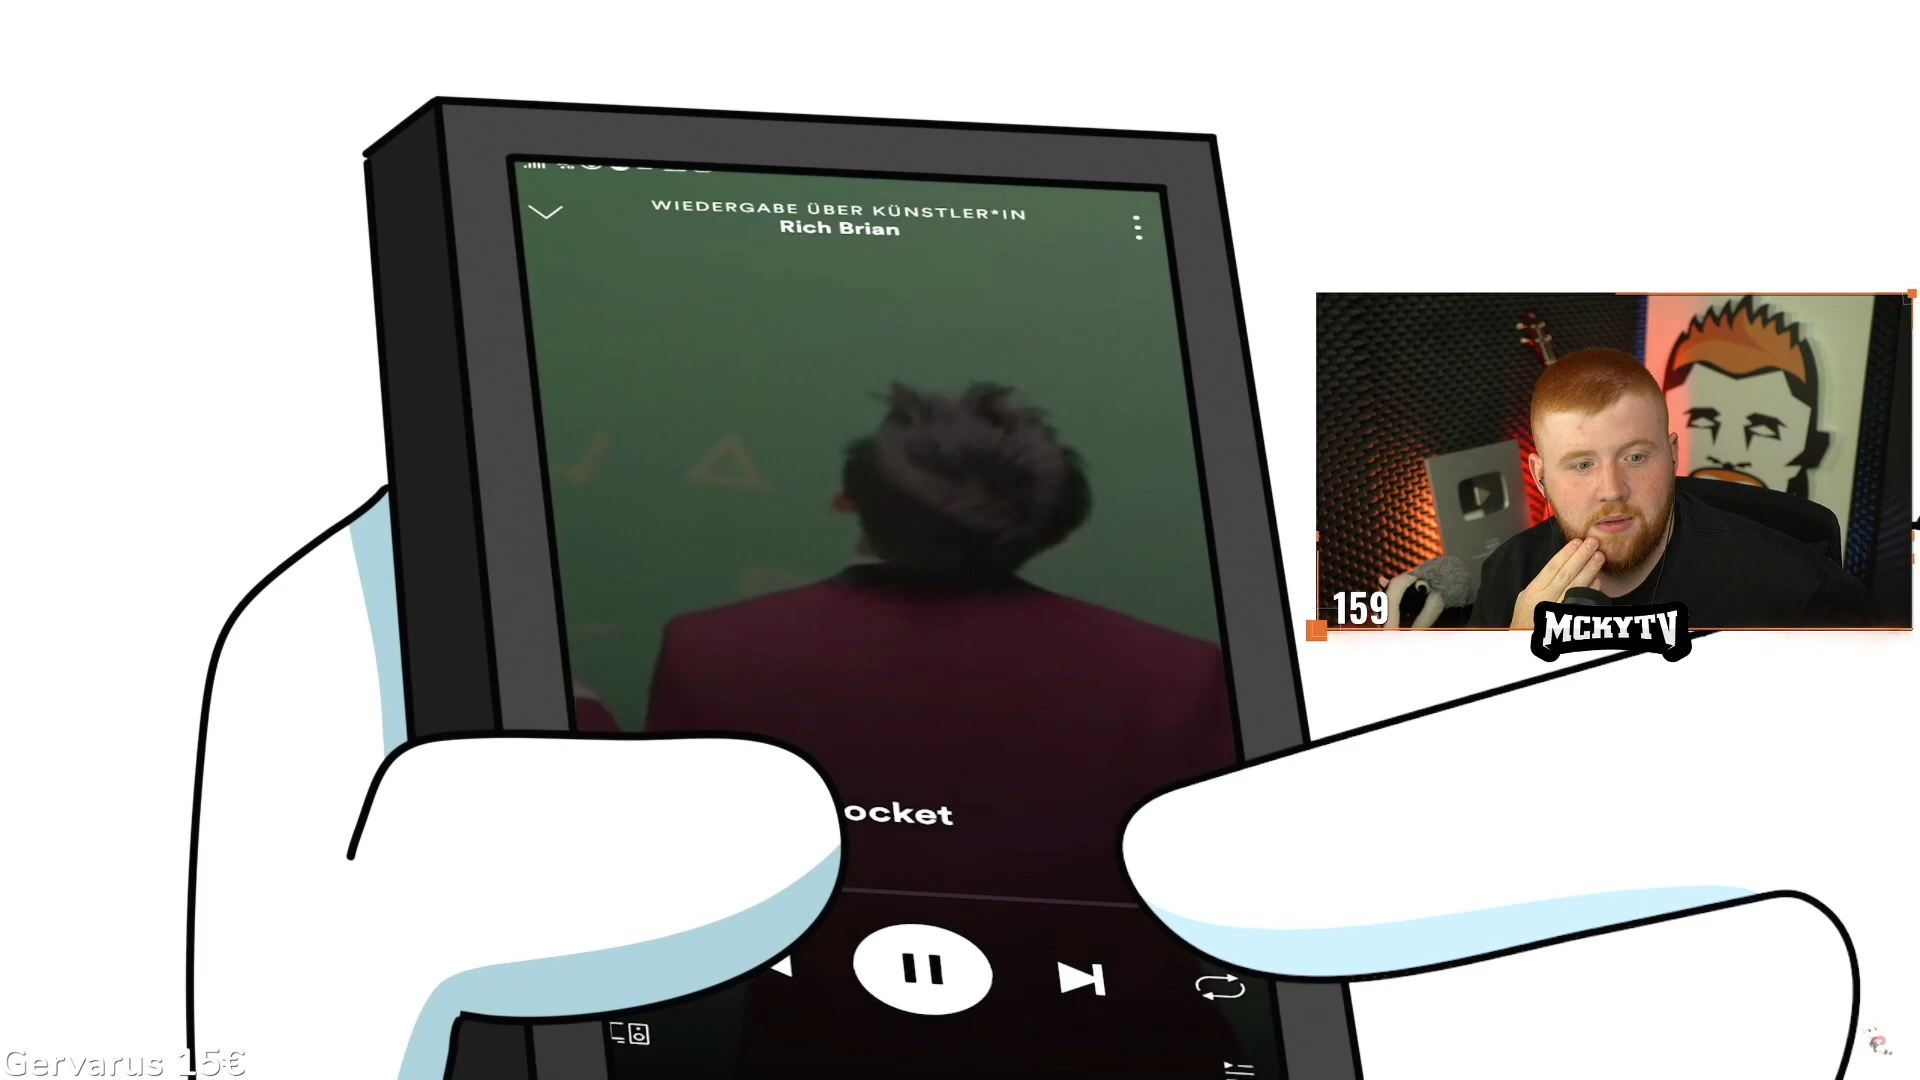 WIEDERGABE ÜBER KÜNSTLER*IN
Rich Brian
ocket
159
MCKYTV
Gervarus 15€